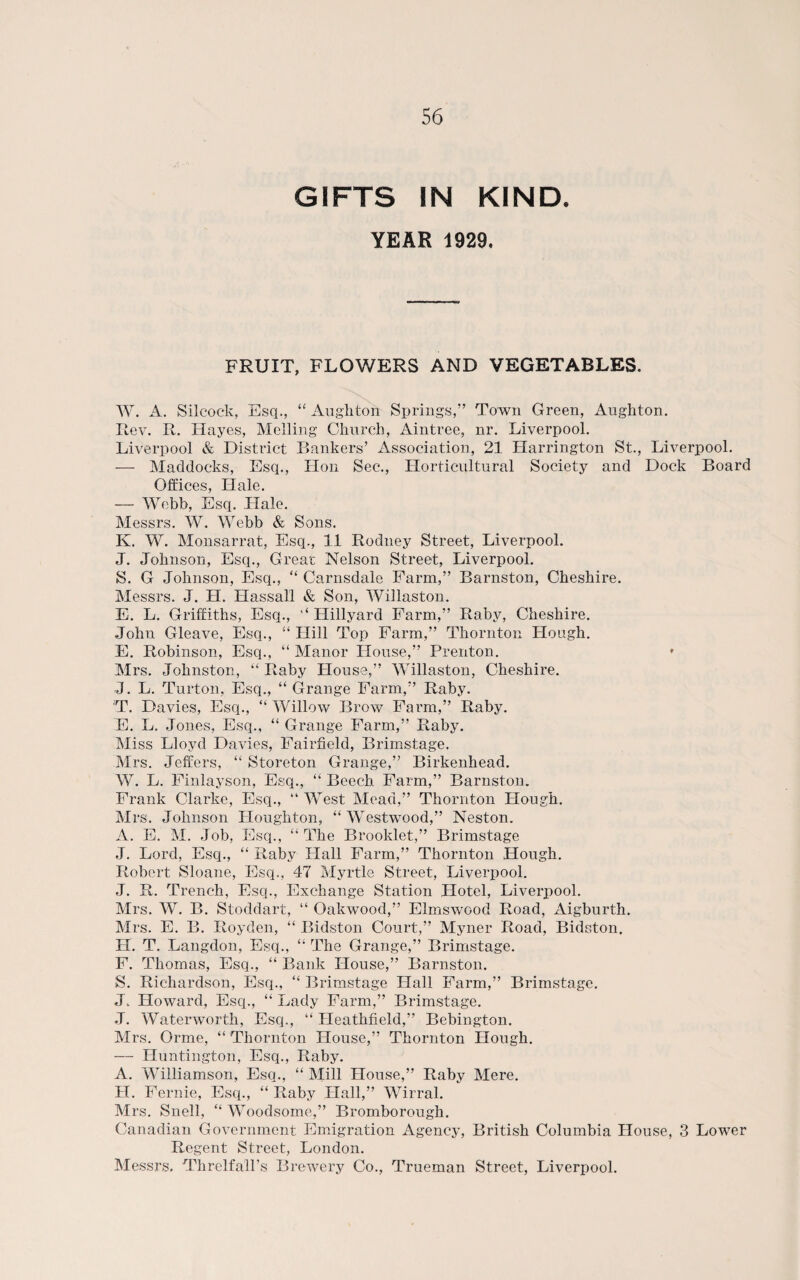 56
GIFTS IN KIND.
YEAR 1929.
FRUIT, FLOWERS AND VEGETABLES.
W. A. Silcock, Esq., “ Aughton Springs,” Town Green, Aughton.
Rev. R. Hayes, Melling Church, Aintree, nr. Liverpool.
Liverpool & District Bankers’ Association, 21 Harrington St., Liverpool.
— Maddocks, Esq., Hon Sec., Horticultural Society and Dock Board
Offices, Hale.
— Webb, Esq. Hale.
Messrs. W. Webb & Sons.
K. W. Monsarrat, Esq., 11 Rodney Street, Liverpool.
J. Johnson, Esq., Great Nelson Street, Liverpool.
S. G Johnson, Esq., “ Carnsdale Farm,” Barnston, Cheshire.
Messrs. J. H. Hassall & Son, Willaston.
E. L. Griffiths, Esq., “ Hillyard Farm,” Raby, Cheshire.
John Gleave, Esq., “ Hill Top Farm,” Thornton Hough.
E. Robinson, Esq., “ Manor House,” Prenton.
Mrs. Johnston, “ Raby House,” Willaston, Cheshire.
J. L. Turton, Esq., “ Grange Farm,” Raby.
T. Davies, Esq., “ Willow Brow Farm,” Raby.
E. L. Jones, Esq., “ Grange Farm,” Raby.
Miss Lloyd Davies, Fairfield, Brimstage.
Mrs. Jeffers, “ Storeton Grange,” Birkenhead.
W. L. Finlayson, Esq., “ Beech Farm,” Barnston.
Frank Clarke, Esq., “ West Mead,” Thornton Hough.
Mrs. Johnson Houghton, “ Westwood,” Neston.
A. E. M. Job, Esq., “ The Brooklet,” Brimstage
J. Lord, Esq., “ Raby Hall Farm,” Thornton Hough.
Robert Sloane, Esq., 47 Myrtle Street, Liverpool.
J. R. Trench, Esq., Exchange Station Hotel, Liverpool.
Mrs. W. B. Stoddart, “ Oakwood,” Elmswood Road, Aigburth.
Mrs. E. B. Royden, “ Bidston Court,” Myner Road, Bidston.
H. T. Langdon, Esq., “ The Grange,” Brimstage.
F. Thomas, Esq., “ Bank House,” Barnston.
S. Richardson, Esq., “ Brimstage Hall Farm,” Brimstage.
J. Howard, Esq., “ Lady Farm,” Brimstage.
J. Waterworth, Esq., “ Heathfield,” Bebington.
Mrs. Orme, “ Thornton House,” Thornton Hough.
— Huntington, Esq., Raby.
A. Williamson, Esq., “ Mill House,” Raby Mere.
H. Fernie, Esq., “ Raby Hall,” Wirral.
Mrs. Snell, “ Woodsome,” Bromborough.
Canadian Government Emigration Agency, British Columbia House, 3 Lower
Regent Street, London.
Messrs. Threlfall’s Brewery Co., Trueman Street, Liverpool.